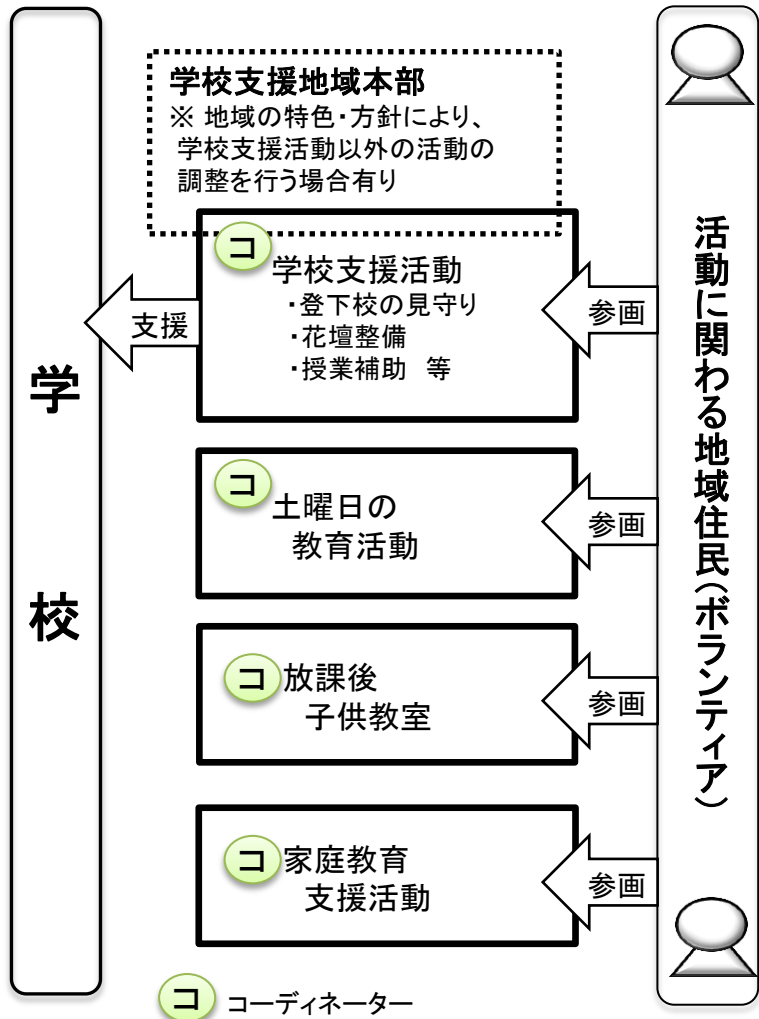 学校支援地域本部
※ 地域の特色・方針により、
学校支援活動以外の活動の
調整を行う場合有り
コ
学校支援活動
・登下校の見守り
・花壇整備
・授業補助 等
支援
参画
学校
コ
土曜日の
教育活動
参画
コ 放課後
子供教室
参画
コ 家庭教育
支援活動
参画
活動に関わる地域住民(ボランティア)
コ コーディネーター